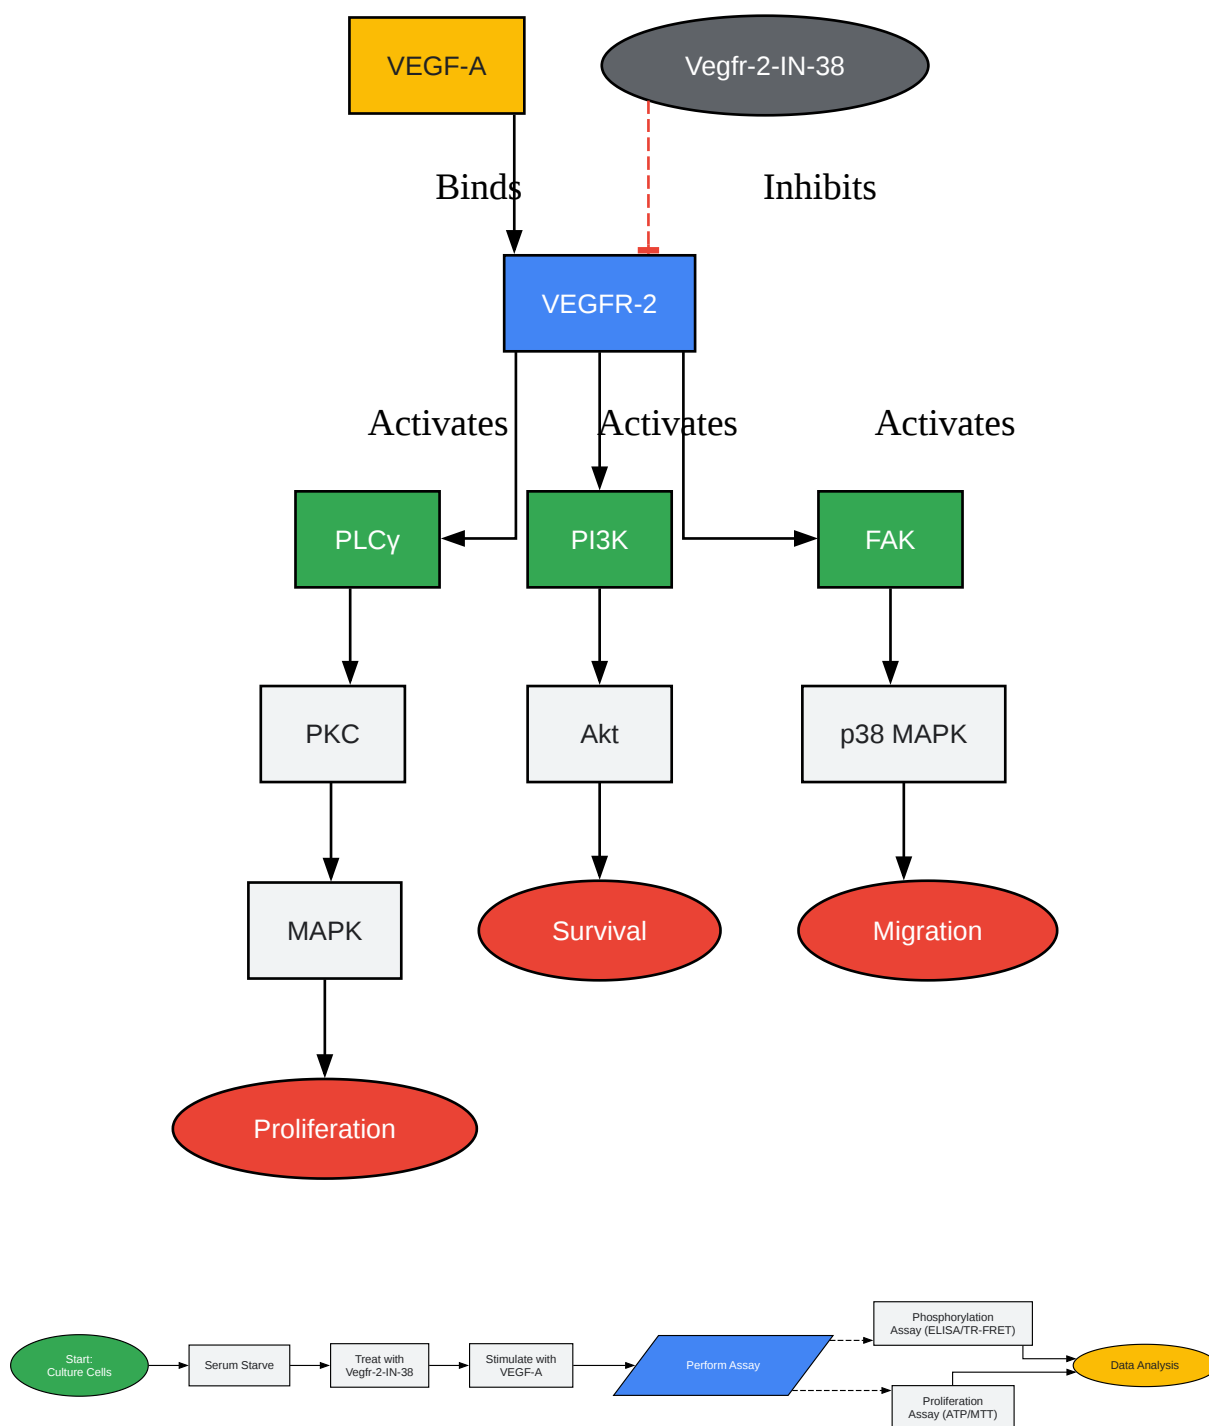 VEGF-A
Vegfr-2-IN-38
Binds
Inhibits
VEGFR-2
Activates
Activates
Activates
PLCγ
PI3K
FAK
PKC
Akt
p38 MAPK
MAPK
Survival
Migration
Proliferation
Start:
Culture Cells
Serum Starve
Treat with
Vegfr-2-IN-38
Stimulate with
VEGF-A
Perform Assay
Phosphorylation
Assay (ELISA/TR-FRET)
Proliferation
Assay (ATP/MTT)
Data Analysis